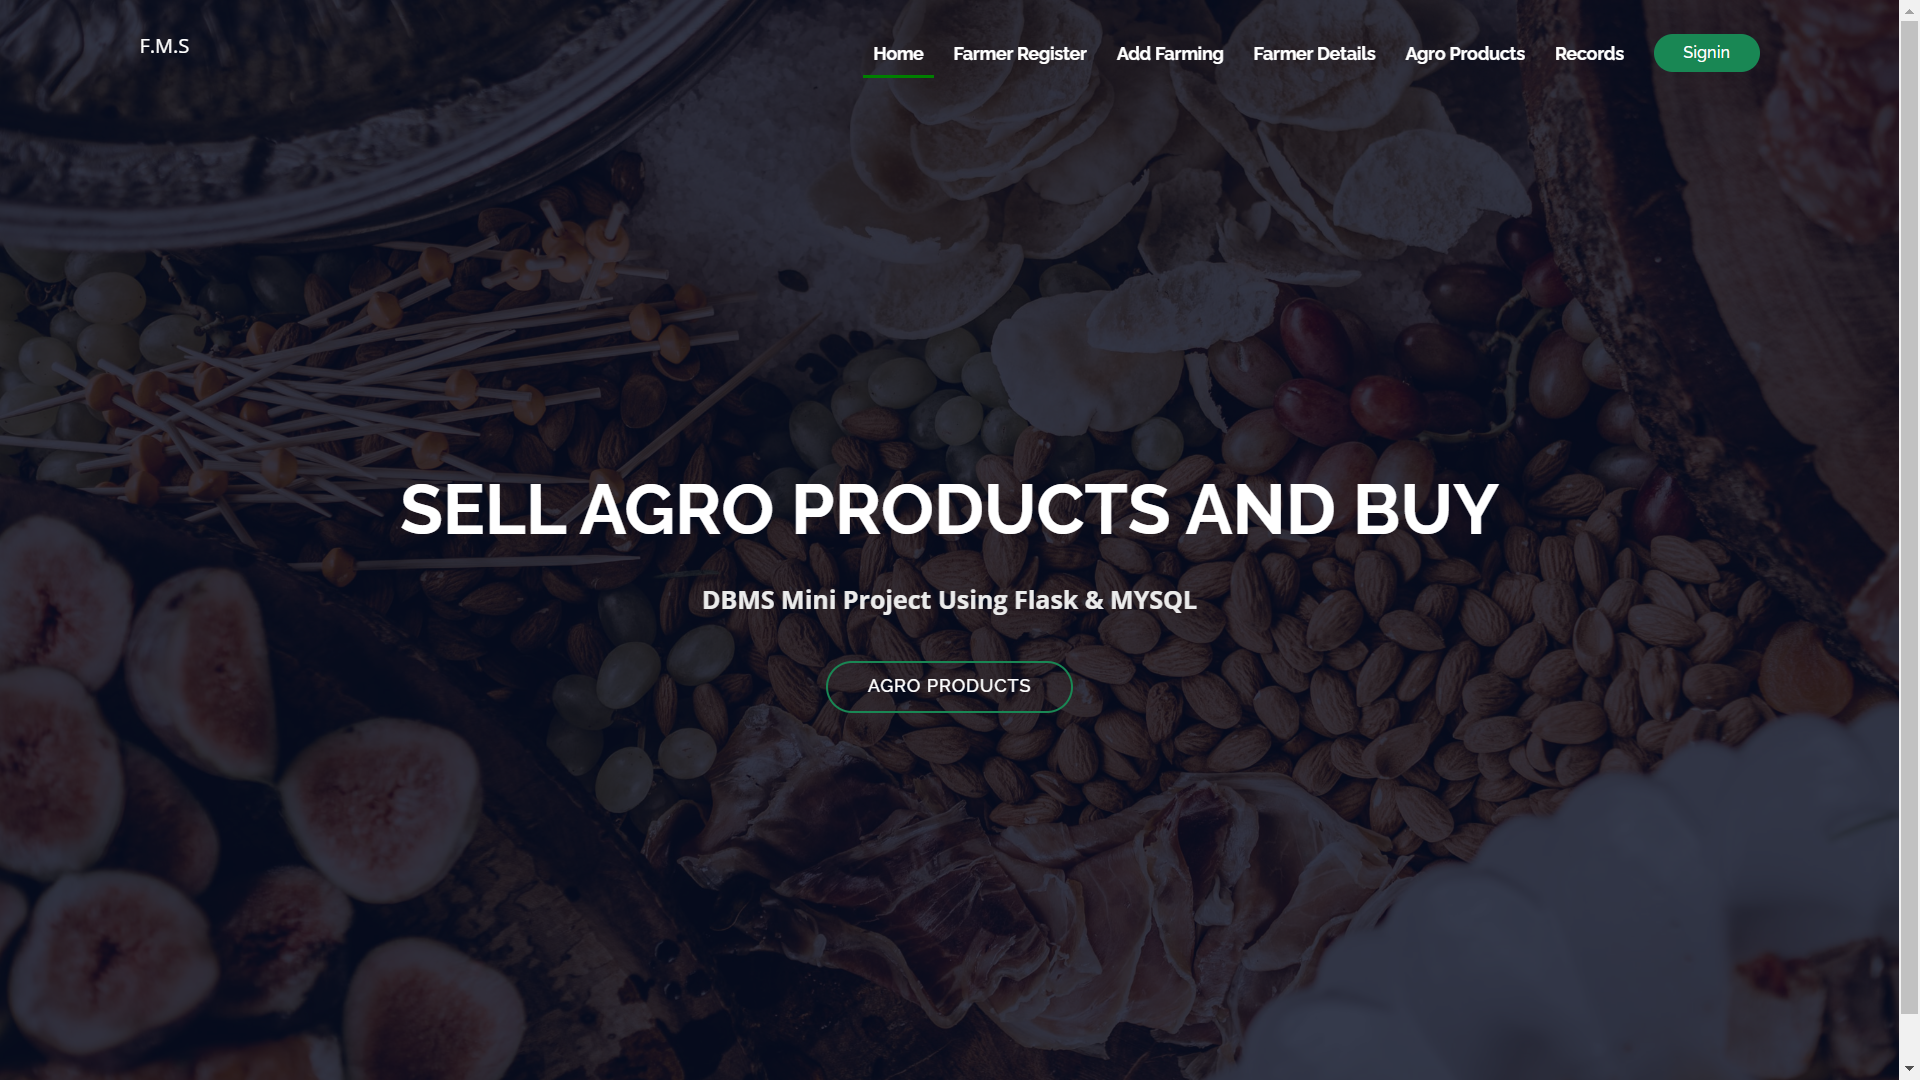 F.M.S
Home Farmer Register Add Farming Farmer Details Agro Products Records Signin
SELL AGRO PRODUCTS AND BUY
DBMS Mini Project Using Flask & MYSQL
AGRO PRODUCTS